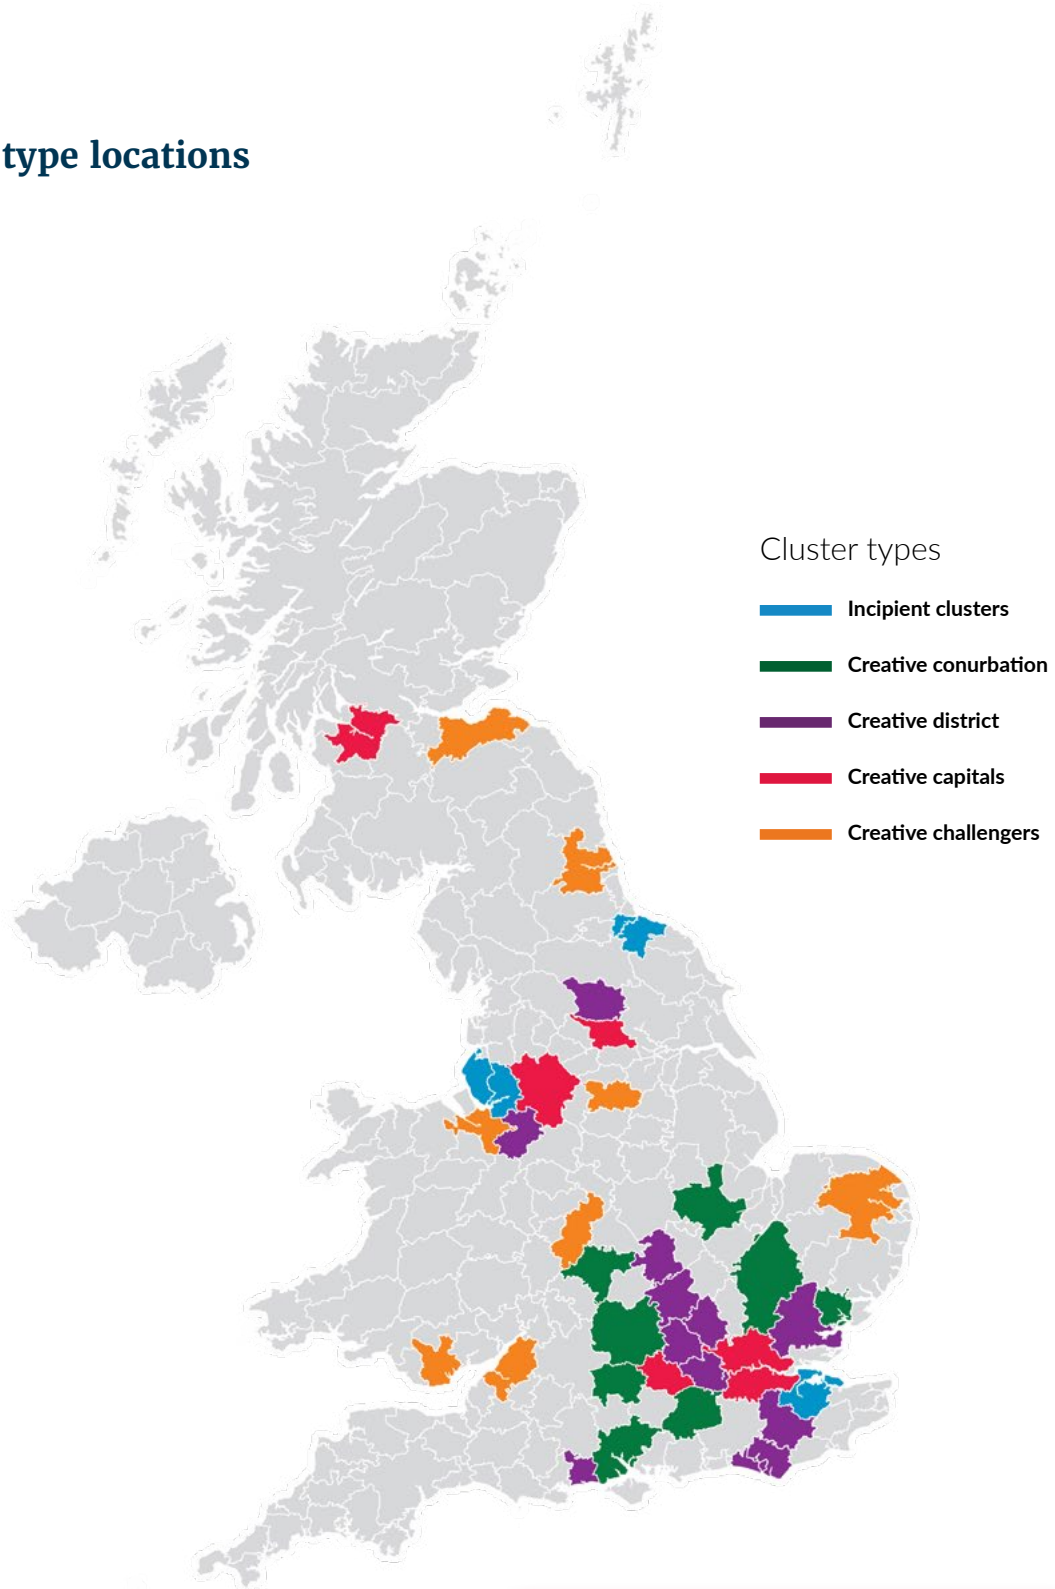 type locations
Cluster types
Incipient clusters
Creative conurbation
Creative district
Creative capitals
Creative challengers